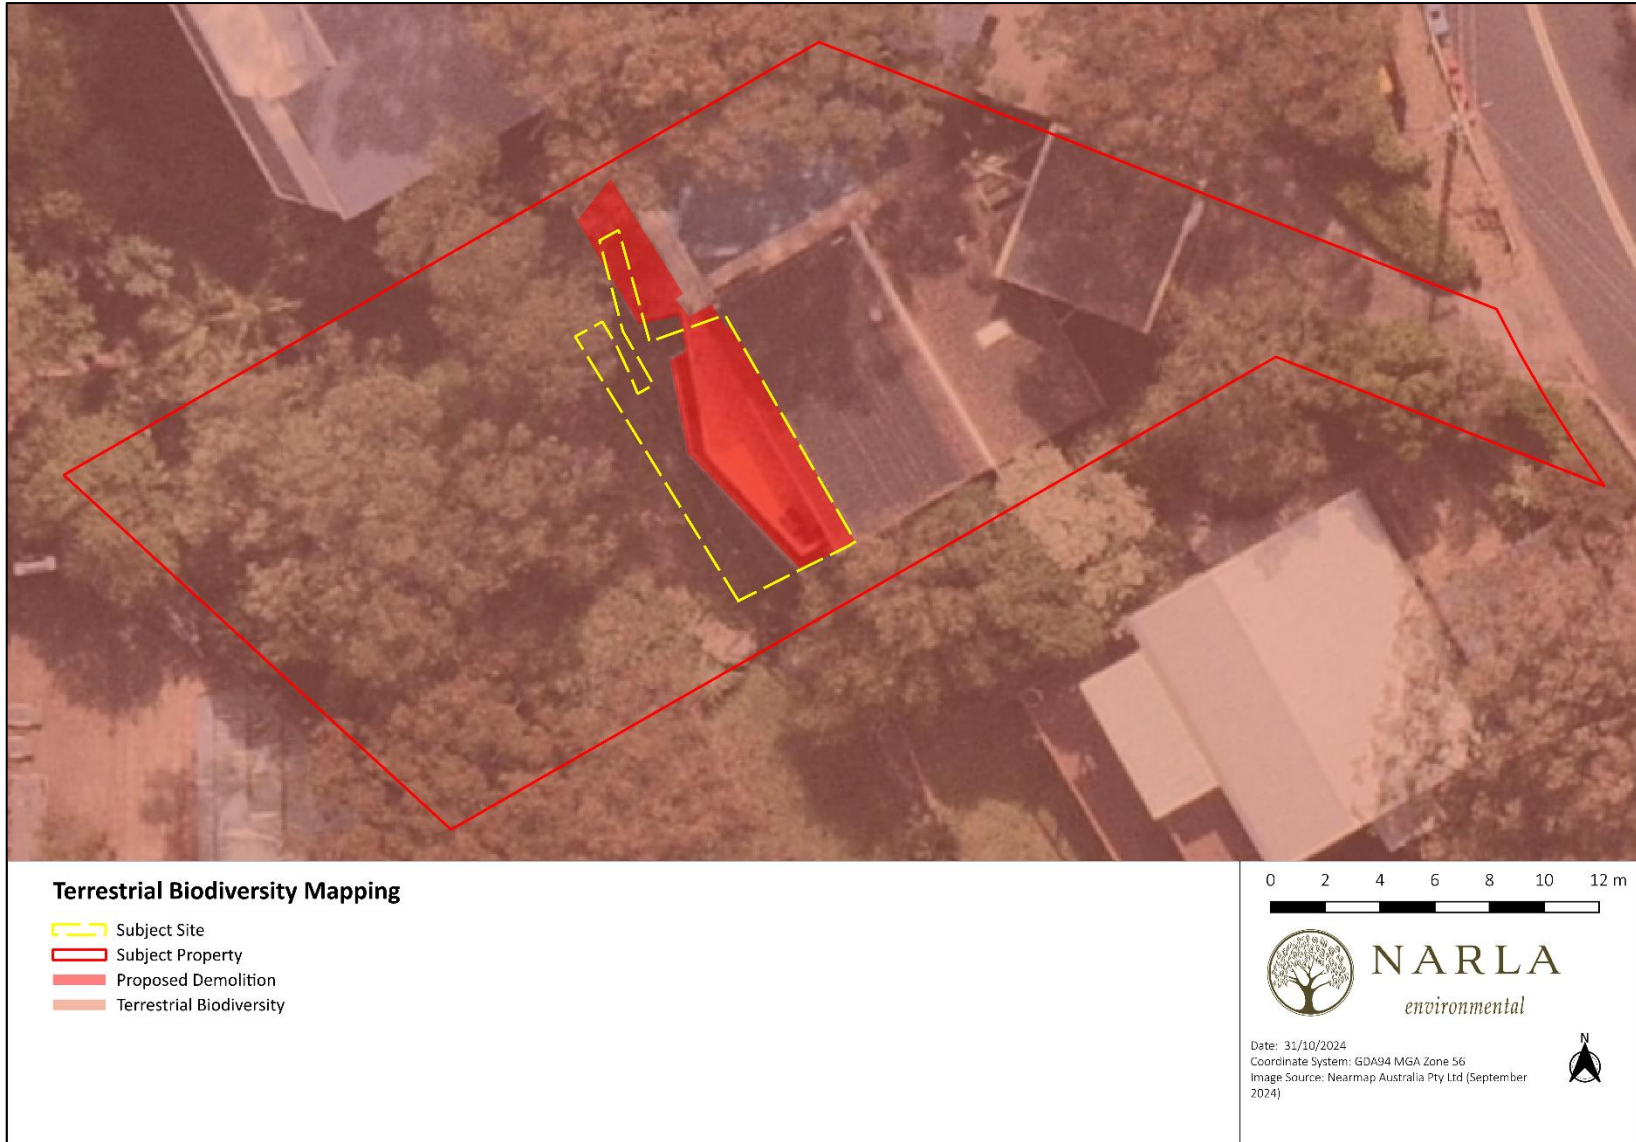 Terrestrial Biodiversity Mapping
Subject Site
Subject Property
Proposed Demolition
Terrestrial Biodiversity
0 2 4 6 8 10 12 m
NARLA
environmental
Date: 31/10/2024
Coordinate System: GDA94 MGA Zone 56
Image Source: Nearmap Australia Pty Ltd (September
2024)
N